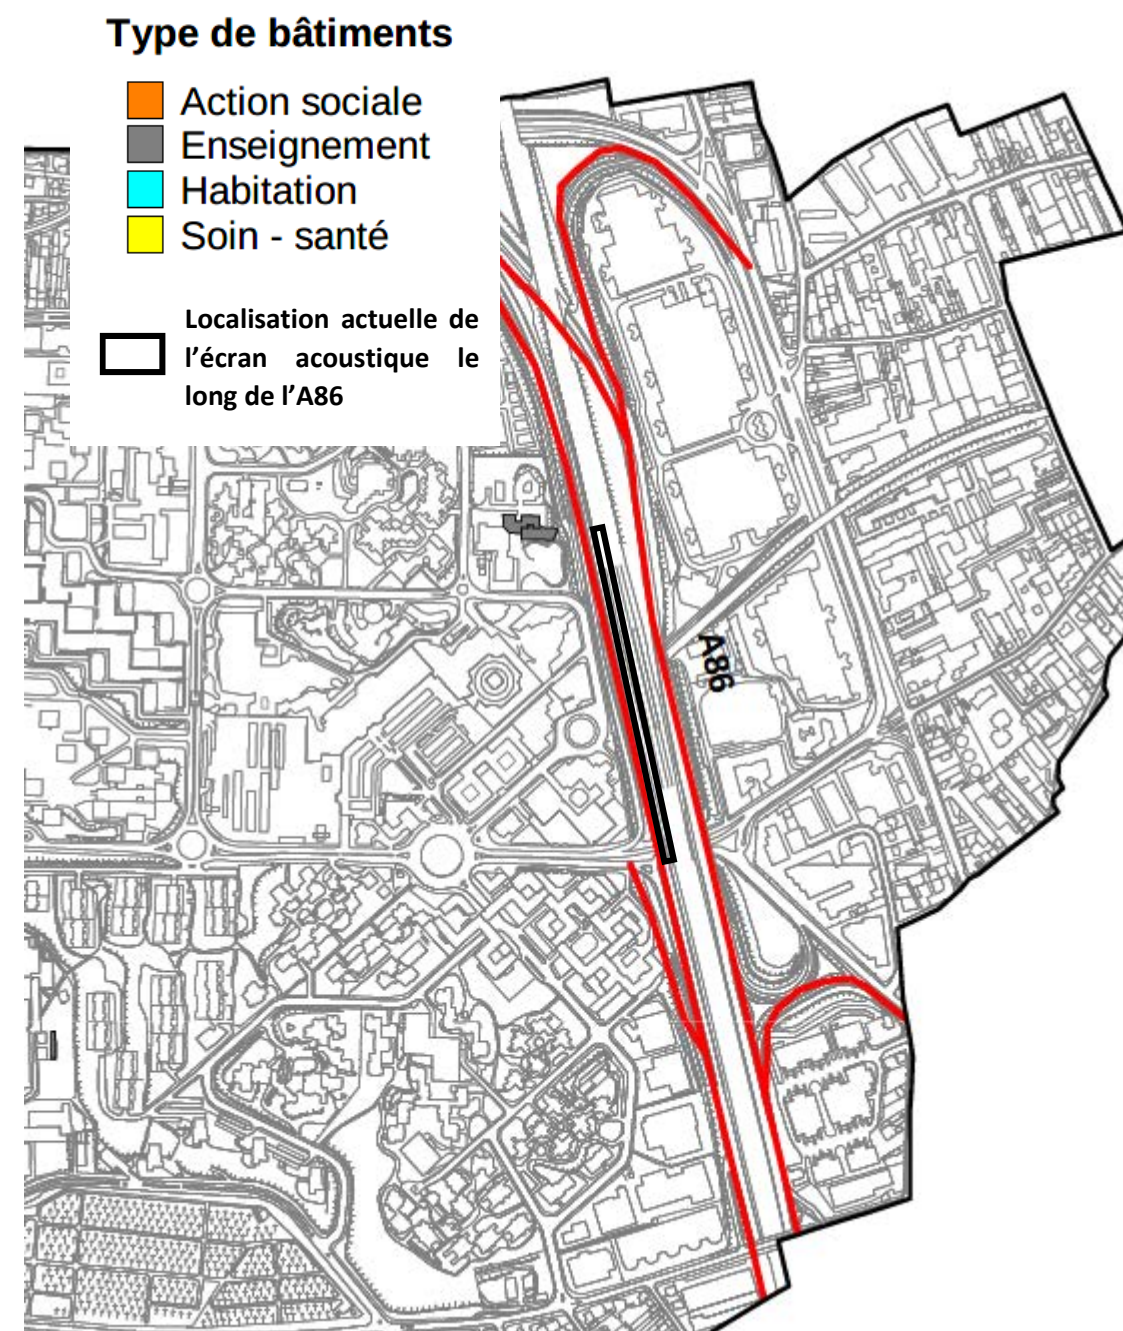 Type de bâtiments
Action sociale
Enseignement
Habitation
Soin - santé
Localisation actuelle de
l’écran acoustique le
long de l’A86
A86